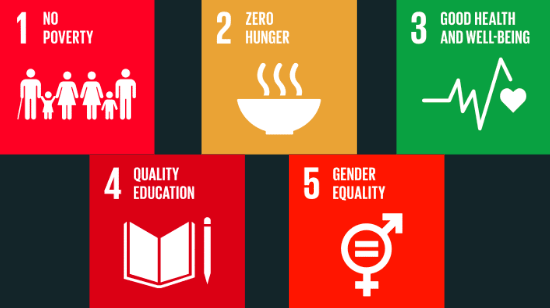 1 NO
POVERTY
2 ZERO
HUNGER
3 GOOD HEALTH
AND WELL-BEING
4 QUALITY
EDUCATION
5 GENDER
EQUALITY